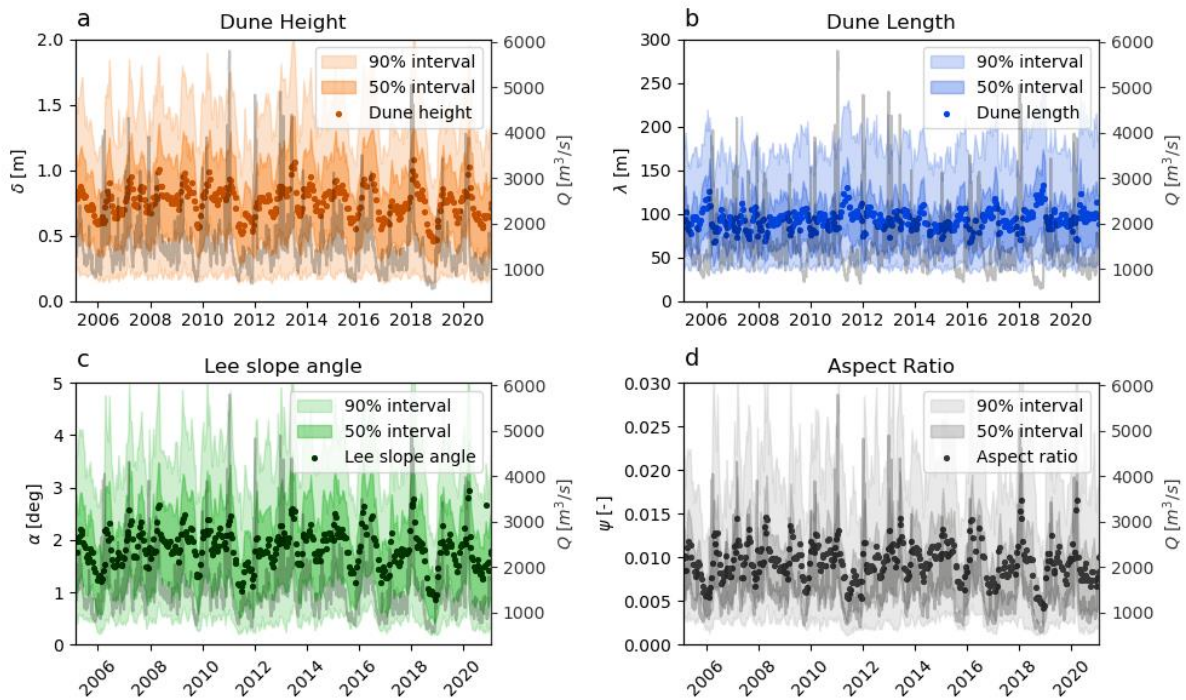 a
Dune Height
2.0
1.5
1.0
0.5
0.0
δ [m]
90% interval
50% interval
Dune height
6000
5000
4000
3000
2000
1000
Q [m³/s]
2006 2008 2010 2012 2014 2016 2018 2020
b
Dune Length
300
250
200
150
100
50
0
λ [m]
90% interval
50% interval
Dune length
6000
5000
4000
3000
2000
1000
Q [m³/s]
2006 2008 2010 2012 2014 2016 2018 2020
c
Lee slope angle
5
4
3
2
1
0
α [deg]
90% interval
50% interval
Lee slope angle
6000
5000
4000
3000
2000
1000
Q [m³/s]
2006 2008 2010 2012 2014 2016 2018 2020
d
Aspect Ratio
0.030
0.025
0.020
0.015
0.010
0.005
0.000
ψ [-]
90% interval
50% interval
Aspect ratio
6000
5000
4000
3000
2000
1000
Q [m³/s]
2006 2008 2010 2012 2014 2016 2018 2020